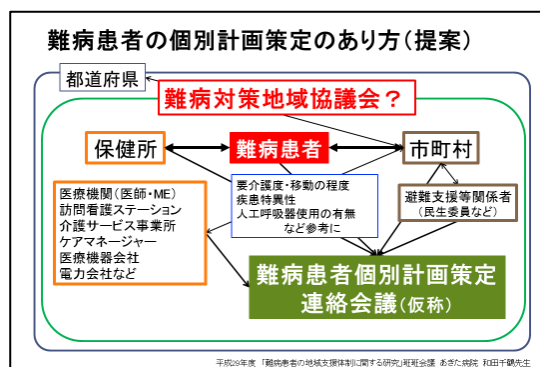 難病患者の個別計画策定のあり方(提案)
都道府県
難病対策地域協議会?
保健所
難病患者
市町村
医療機関(医師・ME)
訪問看護ステーション
介護サービス事業所
ケアマネージャー
医療機器会社
電力会社など
要介護度・移動の程度
疾患特異性
人工呼吸器使用の有無
など参考に
避難支援等関係者
(民生委員など)
難病患者個別計画策定
連絡会議(仮称)
平成29年度 「難病患者の地域支援体制に関する研究」班班会議 あきた病院 和田千鶴先生